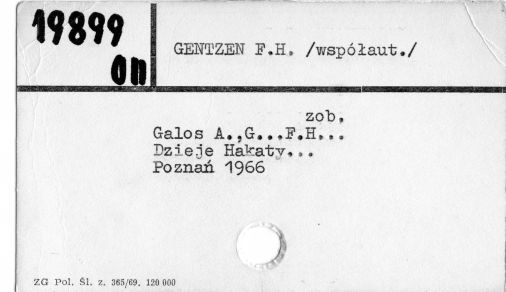 19899
On
GENTZEN F.H. /współaut./
zob.
Galos A.,G...F.H...
Dzieje Hakaty...
Poznań 1966
ZG Pol. Śl. z. 365/69. 120 000